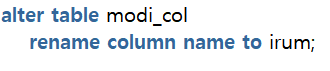 alter table modi_col
rename column name to irum;